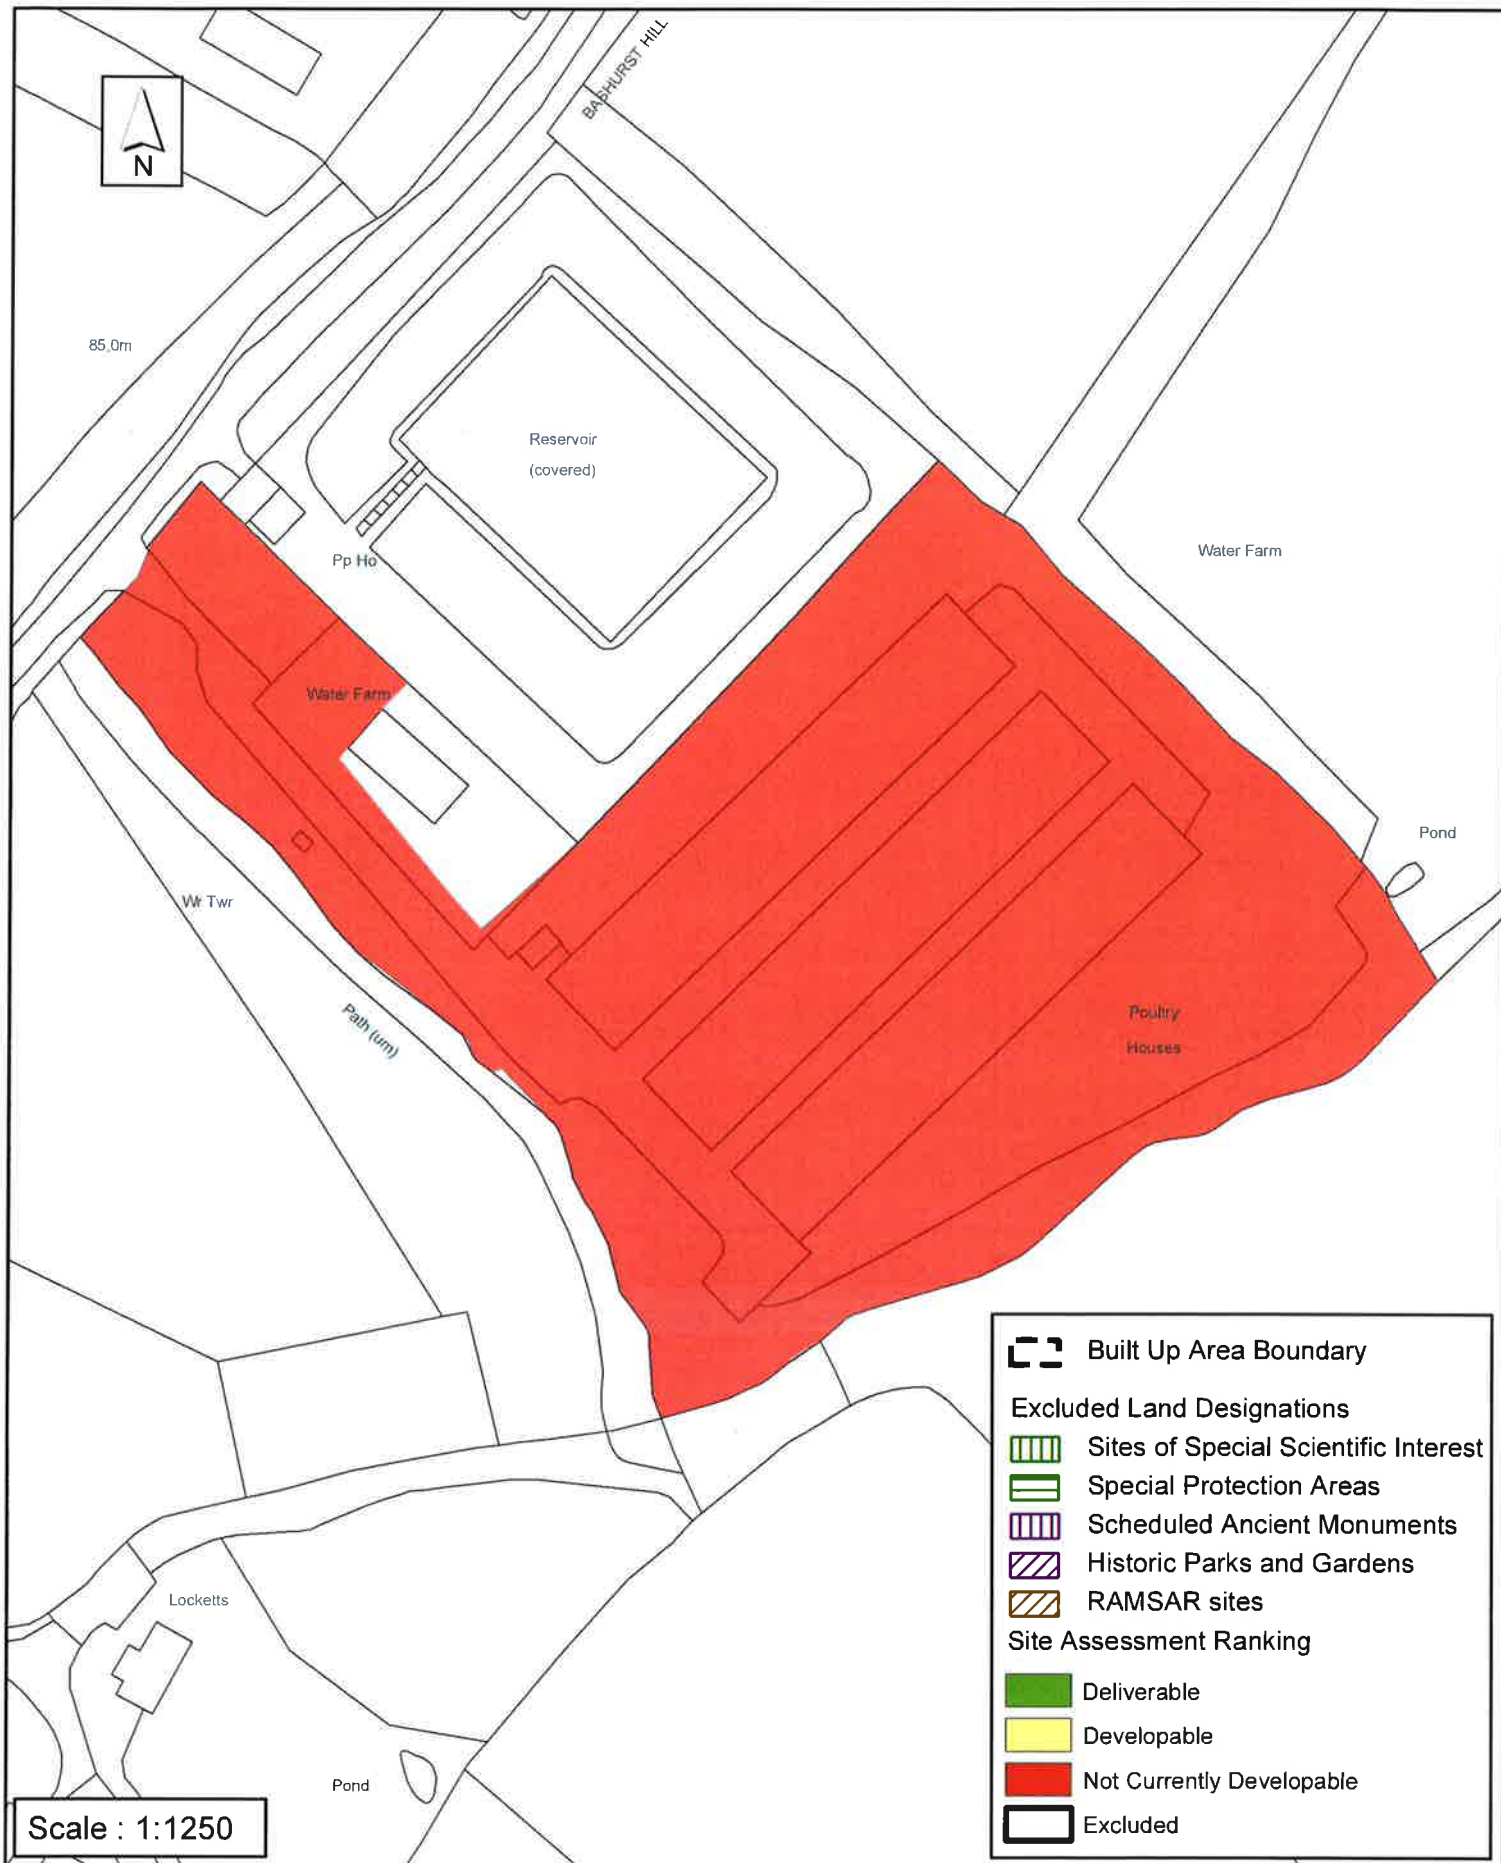 BASHURST HILL
N
85.0m
Reservoir
(covered)
Pp Ho
Water Farm
Water Farm
Pond
Wr Twr
Path (um)
Poultry
Houses
Locketts
Pond
Scale : 1:1250
Built Up Area Boundary
Excluded Land Designations
Sites of Special Scientific Interest
Special Protection Areas
Scheduled Ancient Monuments
Historic Parks and Gardens
RAMSAR sites
Site Assessment Ranking
Deliverable
Developable
Not Currently Developable
Excluded